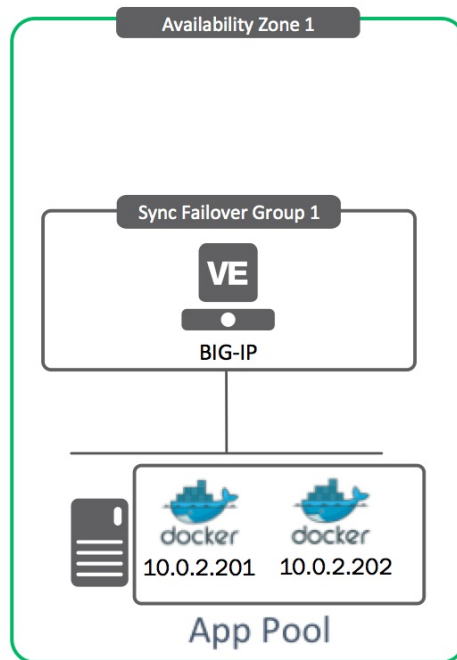 Availability Zone 1
Sync Failover Group 1
VE
BIG-IP
docker docker
10.0.2.201 10.0.2.202
App Pool